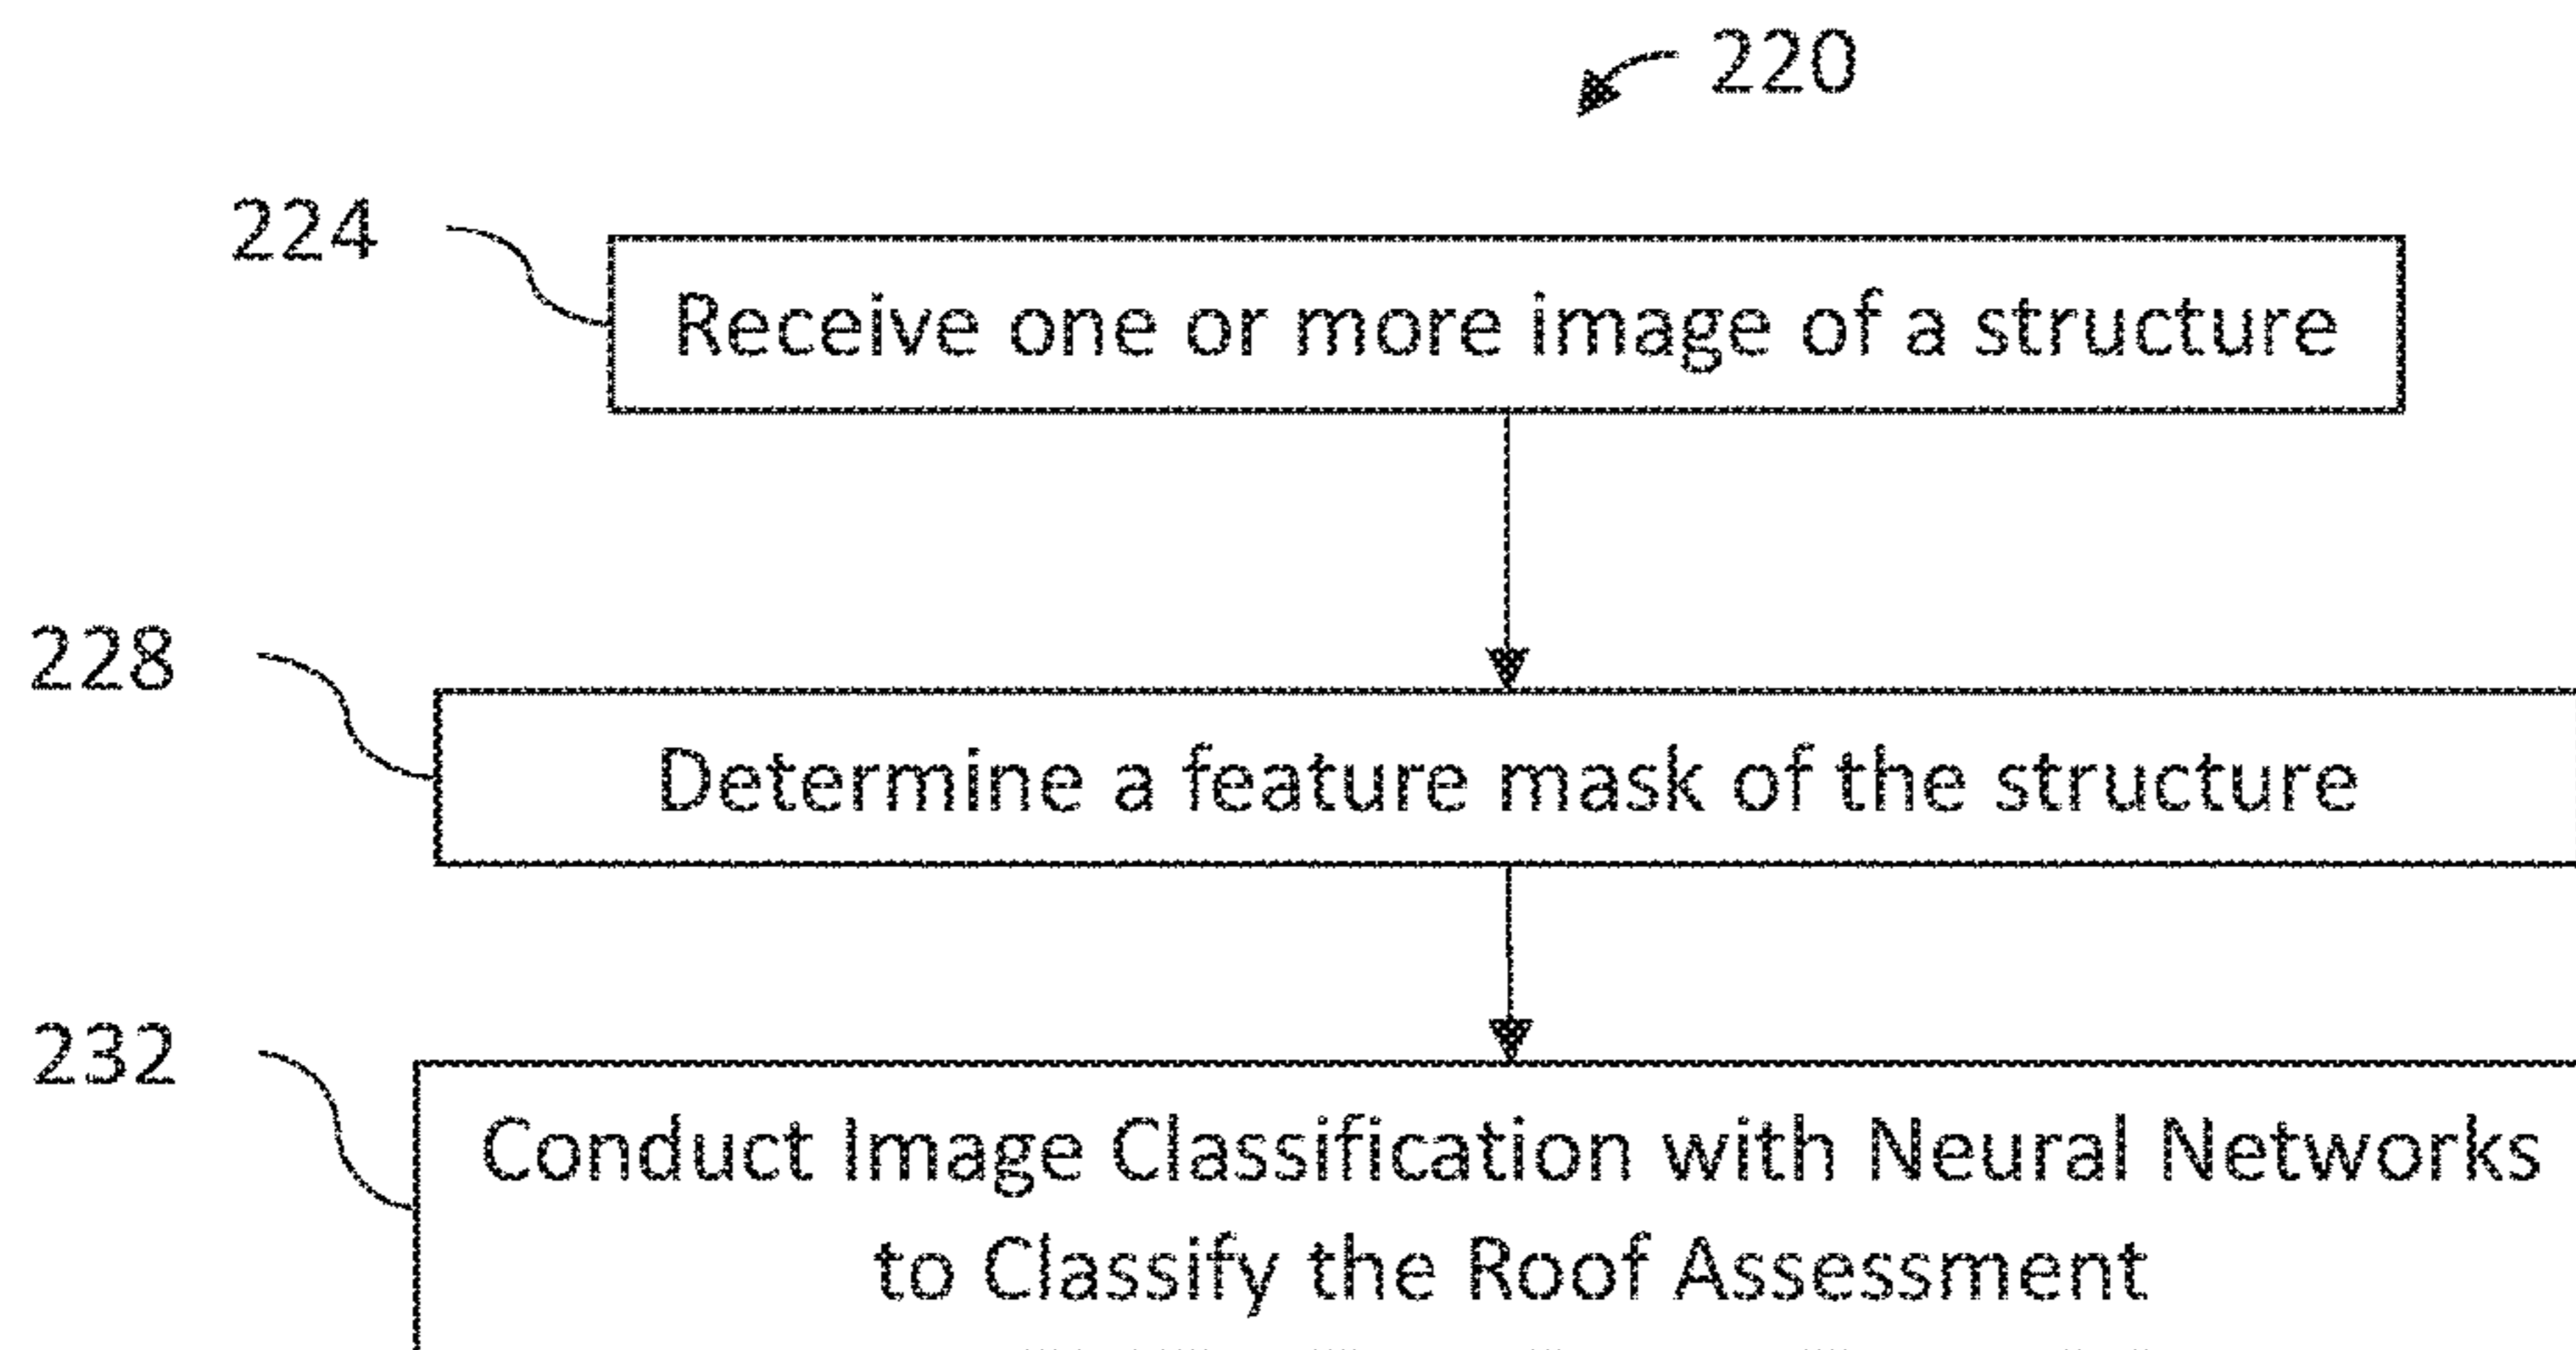 220
224
Receive one or more image of a structure
228
Determine a feature mask of the structure
232
Conduct Image Classification with Neural Networks
to Classify the Roof Assessment